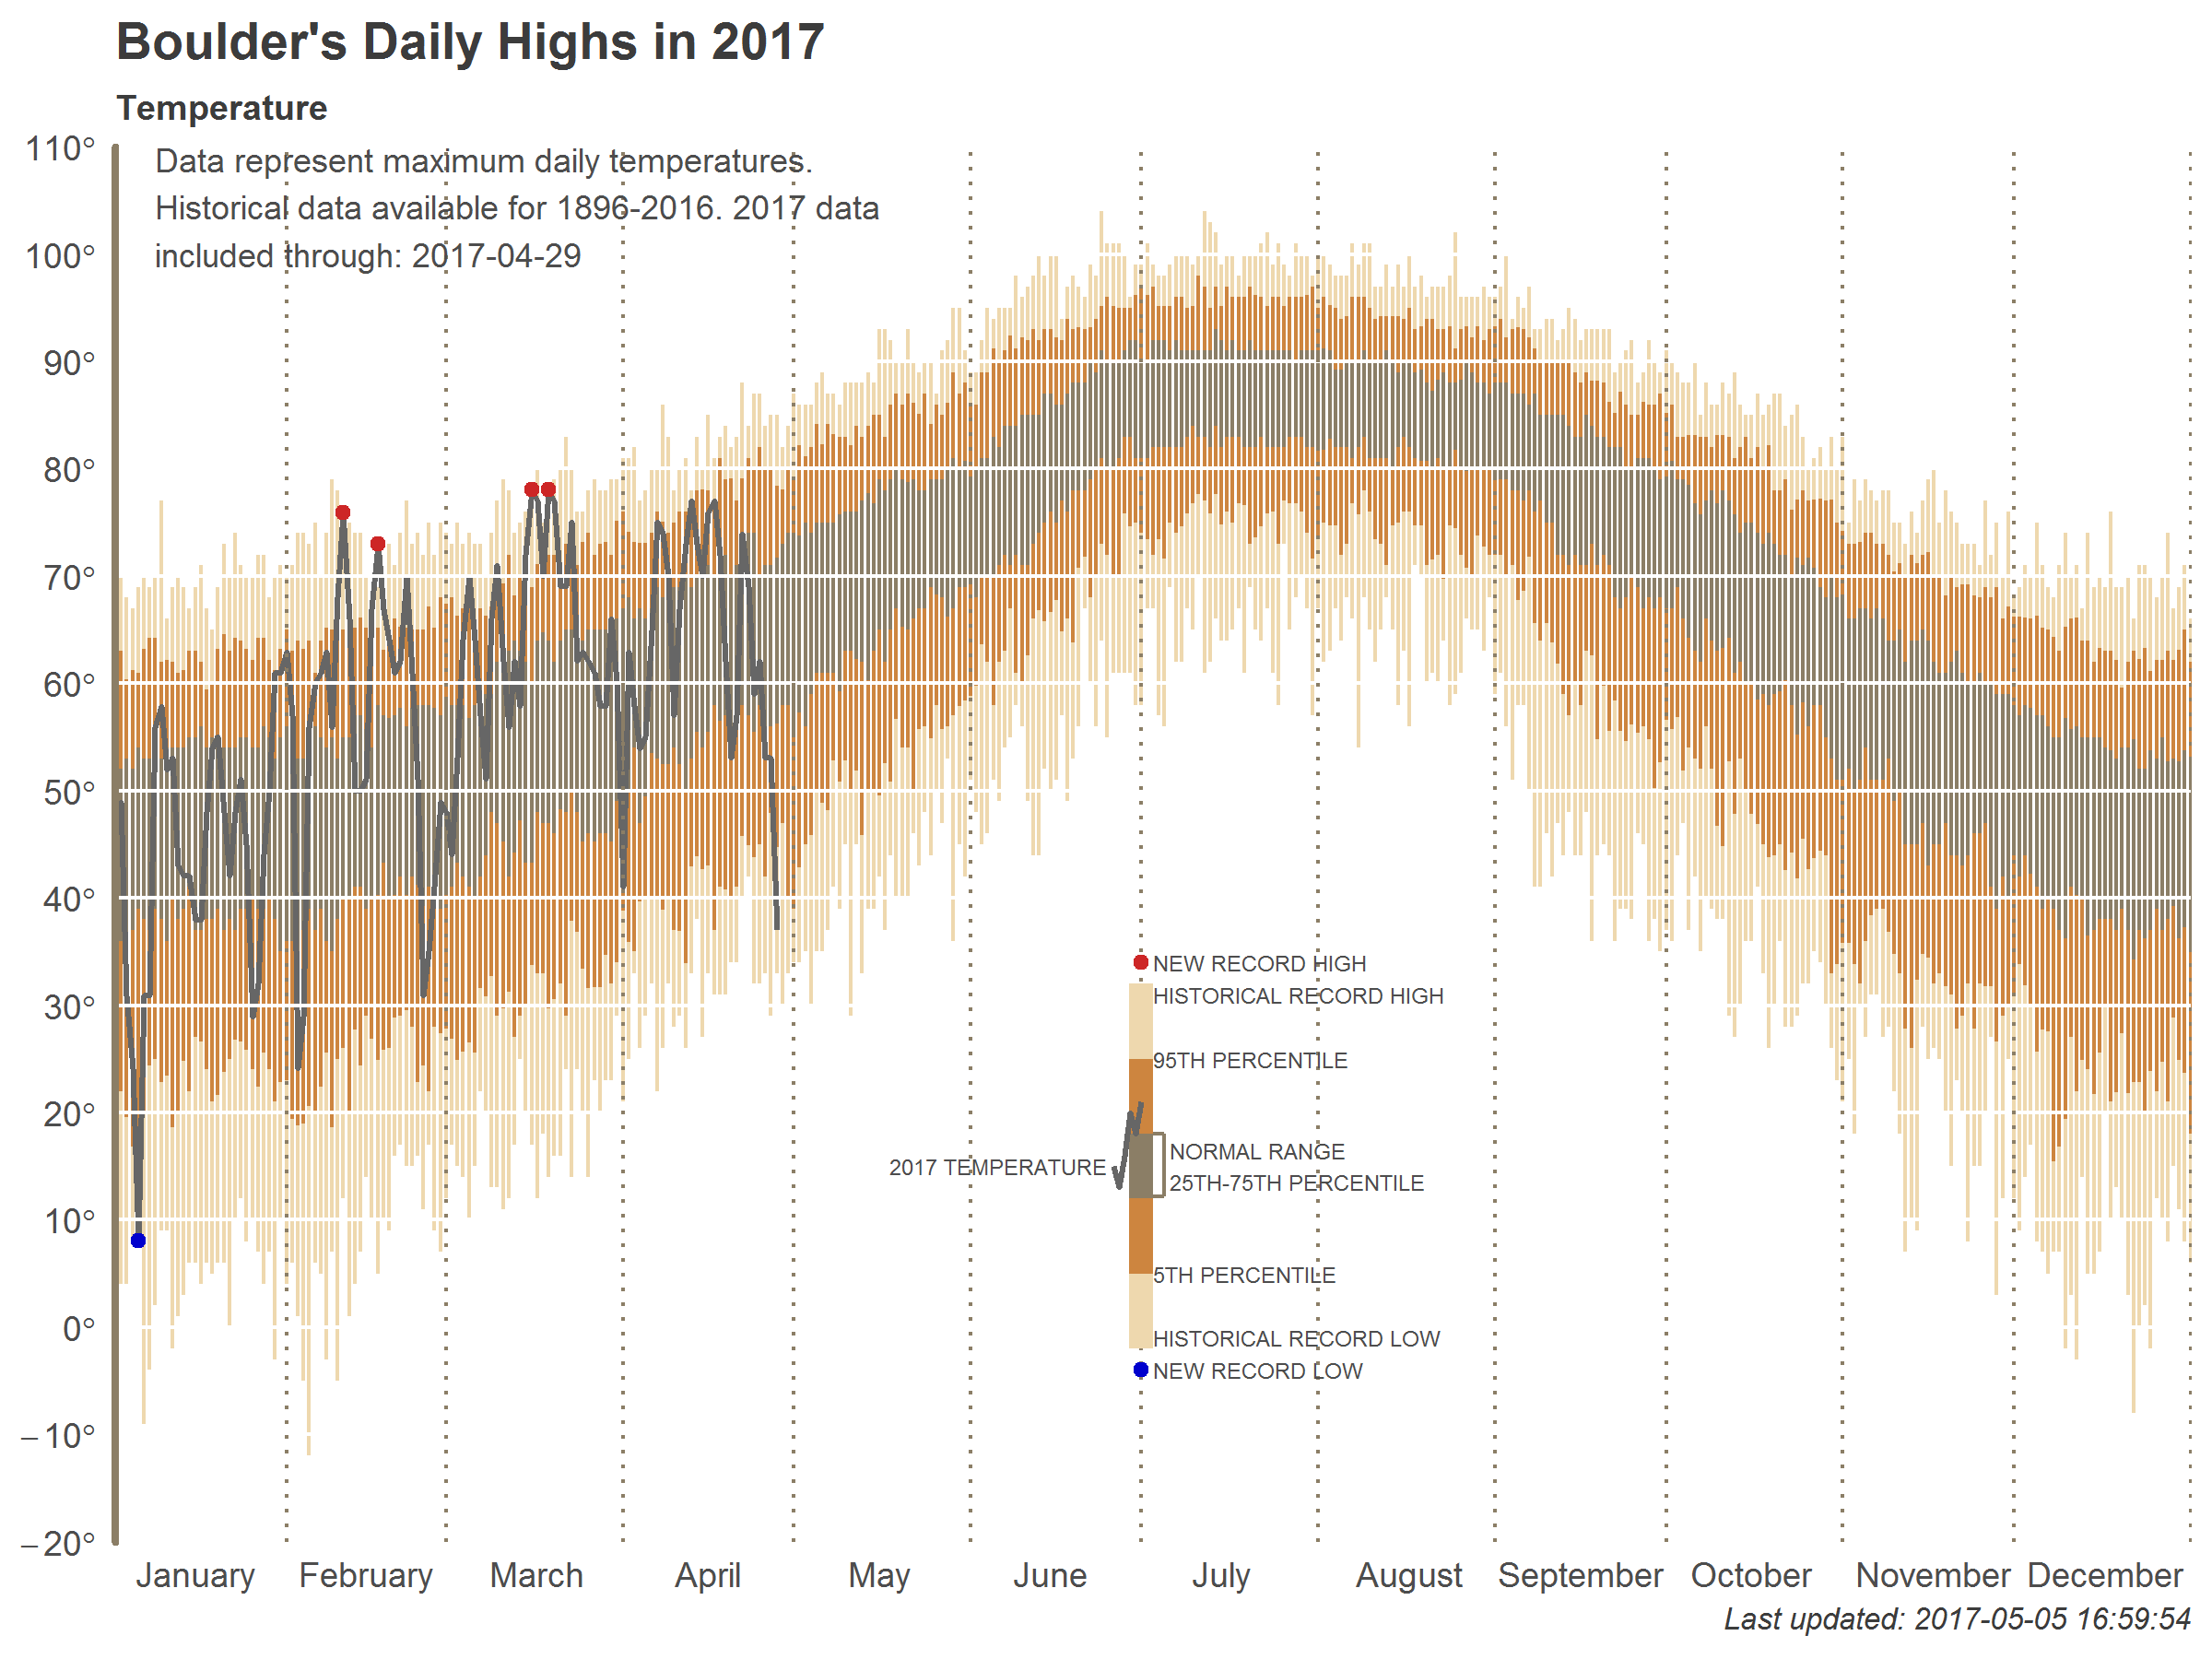 Boulder's Daily Highs in 2017
Temperature
110°
Data represent maximum daily temperatures.
Historical data available for 1896-2016. 2017 data
included through: 2017-04-29
100°
90°
80°
70°
60°
50°
40°
30°
20°
10°
0°
−10°
−20°
NEW RECORD HIGH
HISTORICAL RECORD HIGH
95TH PERCENTILE
2017 TEMPERATURE
NORMAL RANGE
25TH-75TH PERCENTILE
5TH PERCENTILE
HISTORICAL RECORD LOW
NEW RECORD LOW
January February March April May June July August September October November December
Last updated: 2017-05-05 16:59:54